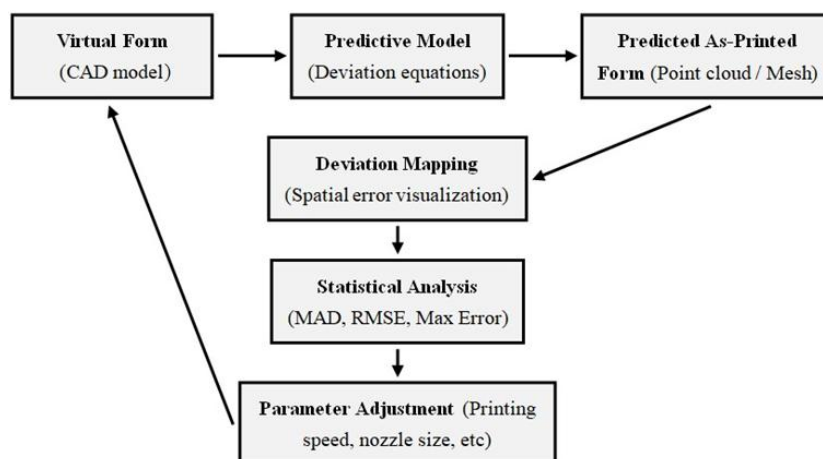 Virtual Form
(CAD model)
Predictive Model
(Deviation equations)
Predicted As-Printed
Form (Point cloud / Mesh)
Deviation Mapping
(Spatial error visualization)
Statistical Analysis
(MAD, RMSE, Max Error)
Parameter Adjustment (Printing
speed, nozzle size, etc)